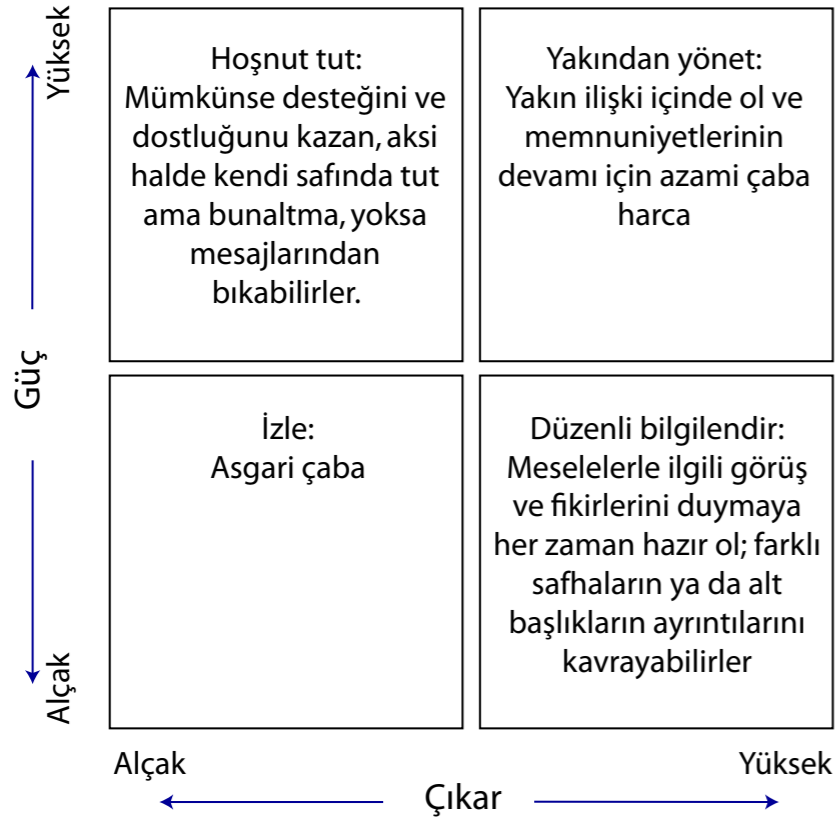 Yüksek
Güç
Alçak
Hoşnut tut:
Mümkünse desteğini ve
dostluğunu kazan, aksi
halde kendi safında tut
ama bunaltma, yoksa
mesajlarından
bıkabilirler.
Yakından yönet:
Yakın ilişki içinde ol ve
memnuniyetlerinin
devamı için azami çaba
harca
İzle:
Asgari çaba
Düzenli bilgilendir:
Meselelerle ilgili görüş
ve fikirlerini duymaya
her zaman hazır ol; farklı
safhaların ya da alt
başlıkların ayrıntılarını
kavrayabilirler
Alçak
Çıkar
Yüksek